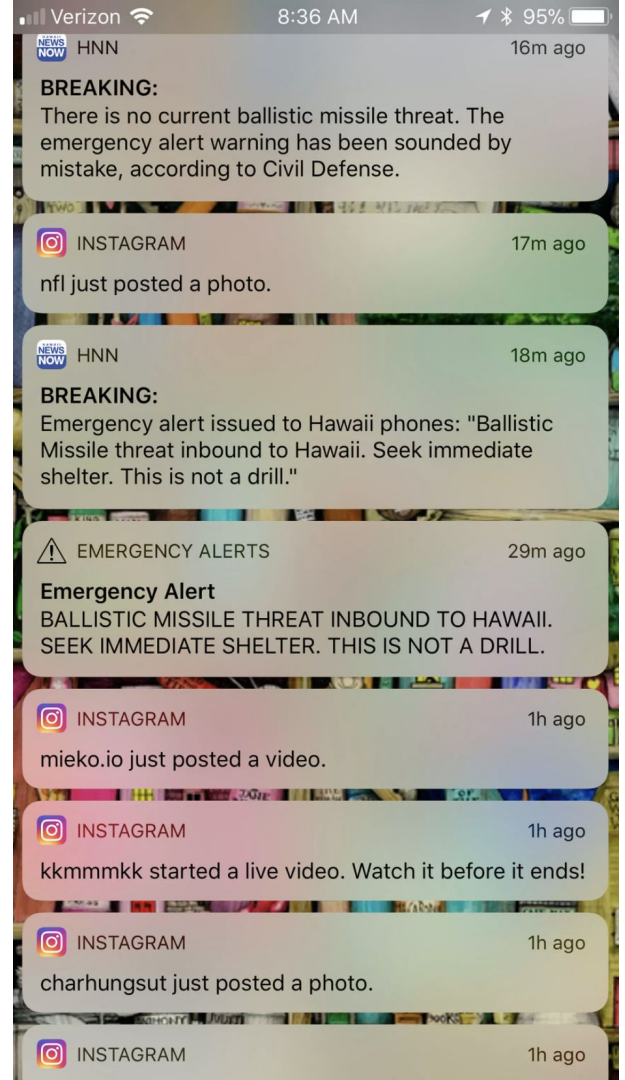 Verizon 8:36 AM 95%
HAWAII NEWS NOW HNN 16m ago
BREAKING:
There is no current ballistic missile threat. The
emergency alert warning has been sounded by
mistake, according to Civil Defense.
INSTAGRAM 17m ago
nfl just posted a photo.
HAWAII NEWS NOW HNN 18m ago
BREAKING:
Emergency alert issued to Hawaii phones: "Ballistic
Missile threat inbound to Hawaii. Seek immediate
shelter. This is not a drill."
EMERGENCY ALERTS 29m ago
Emergency Alert
BALLISTIC MISSILE THREAT INBOUND TO HAWAII.
SEEK IMMEDIATE SHELTER. THIS IS NOT A DRILL.
INSTAGRAM 1h ago
mieko.io just posted a video.
INSTAGRAM 1h ago
kkmmmkk started a live video. Watch it before it ends!
INSTAGRAM 1h ago
charhungsut just posted a photo.
INSTAGRAM 1h ago